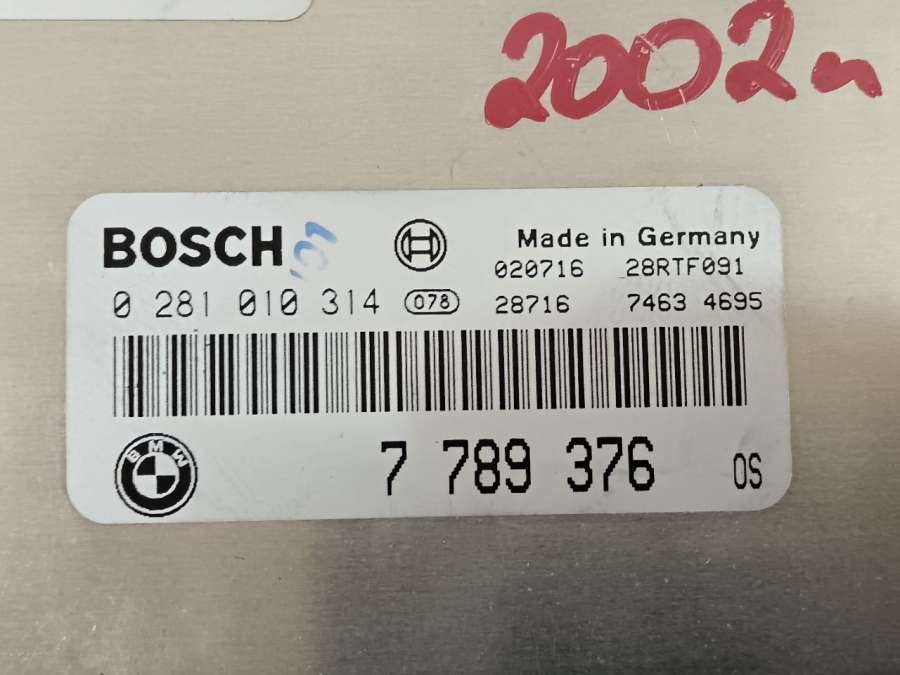 2002n
BOSCH
Made in Germany
020716 28RTF091
0 281 010 314 078 28716 7463 4695
BMW
7 789 376 OS